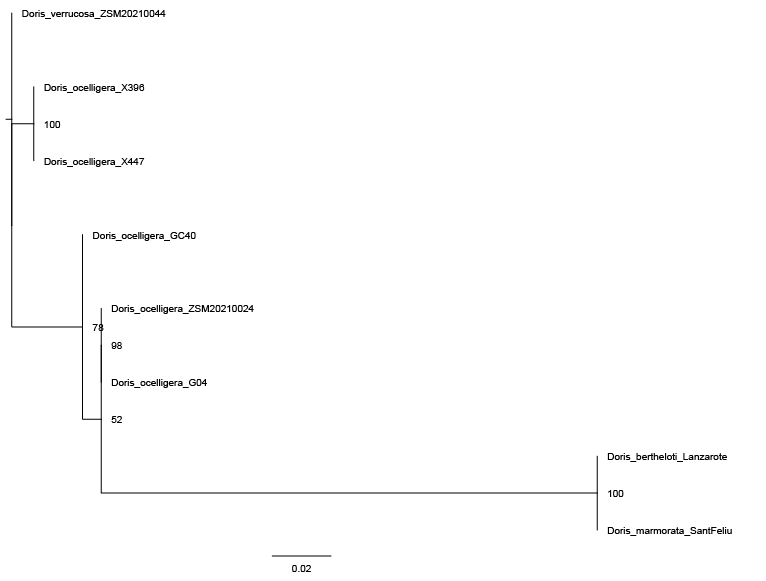 Doris_verrucosa_ZSM20210044
Doris_ocelligera_X396
100
Doris_ocelligera_X447
Doris_ocelligera_GC40
Doris_ocelligera_ZSM20210024
78
98
Doris_ocelligera_G04
52
Doris_bertheloti_Lanzarote
100
Doris_marmorata_SantFeliu
0.02